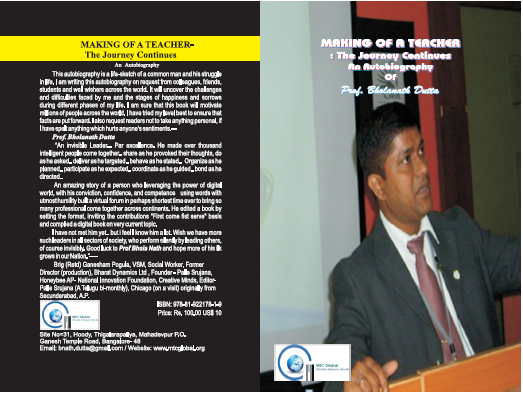 MAKING OF A TEACHER-
The Journey Continues
An Autobiography
This autobiography is a life-sketch of a common man and his struggle
in life, I am writing this autobiography on request from colleagues, friends,
students and well wishers across the world. It will uncover the challenges
and difficulties faced by me and the stages of happiness and sorrows
during different phases of my life, I am sure that this book will motivate
millions of people across the world, I have tried my level best to ensure that
facts are put forward. I also request readers not to take anything personal, if
I have spelt anything which hurts anyone's sentiments.---
Prof. Bholanath Dutta
"An Invisible Leader... Par excellence. He made over thousand
intelligent people come together.. share as he provoked their thoughts, do
as he asked.. deliver as he targeted.. behave as he stated.. Organize as he
planned.. participate as he expected.. coordinate as he guided.. bond as he
directed..
An amazing story of a person who leveraging the power of digital
world, with his conviction, confidence, and competence using words with
utmost humility built a virtual forum in perhaps shortest time ever to bring so
many professional come together across continents. He edited a book by
setting the format, inviting the contributions "First come first serve" basis
and compiled a digital book on very current topic.
I have not met him yet.. but I feel I know him a lot. Wish we have more
such leaders in all sectors of society, who perform silently by leading others,
of course invisibly. Good luck to Prof Bhola Nath and hope more of his ilk
grows in our Nation."---
Brig (Retd) Ganesham Pogula, VSM, Social Worker, Former
Director (production), Bharat Dynamics Ltd , Founder- Palle Srujana,
Honeybee AP- National Innovation Foundation, Creative Minds, Editor-
Palle Srujana (A Telugu bi-monthly), Chicago (on a visit) originally from
Secunderabad, A.P.
ISBN: 978-81-922176-1-9
Price: Rs, 100,00 US$ 10
MTC Global
Site No-31, Hoody, Thigalarapallya, Mahadevpur P.O.
Ganesh Temple Road, Bangalore- 48
Email: bnath.dutta@gmail.com / Website: www.mtcglobal.org
MAKING OF A TEACHER
: The Journey Continues
An Autobiography
Of
Prof. Bholanath Dutta
MTC Global